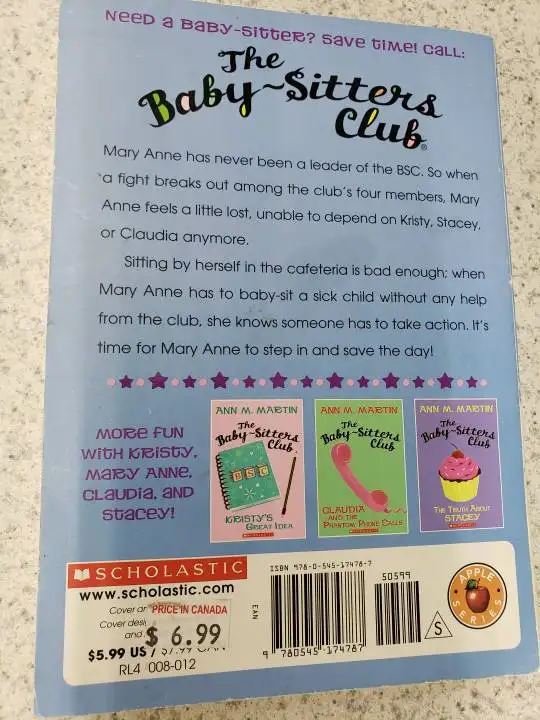 Need a baby-sitter? Save time! Call:
The
Baby~Sitters
Club®
Mary Anne has never been a leader of the BSC. So when
a fight breaks out among the club's four members, Mary
Anne feels a little lost, unable to depend on Kristy, Stacey,
or Claudia anymore.
Sitting by herself in the cafeteria is bad enough; when
Mary Anne has to baby-sit a sick child without any help
from the club, she knows someone has to take action. It's
time for Mary Anne to step in and save the day!
More fun
with Kristy,
Mary Anne,
Claudia, and
Stacey!
ANN M. MARTIN
The
Baby~Sitters
Club
BSC
Kristy's
Great Idea
SCHOLASTIC
ANN M. MARTIN
The
Baby~Sitters
Club
Claudia
and the
Phantom Phone Calls
SCHOLASTIC
ANN M. MARTIN
The
Baby~Sitters
Club
The Truth About
Stacey
SCHOLASTIC
SCHOLASTIC
www.scholastic.com
Cover
Cover
and
PRICE IN CANADA
$ 6.99
$5.99 US /
RL4 008-012
EAN
ISBN 978-0-545-17478-7
50599
9 780545 174787
S
APPLE
SERIES